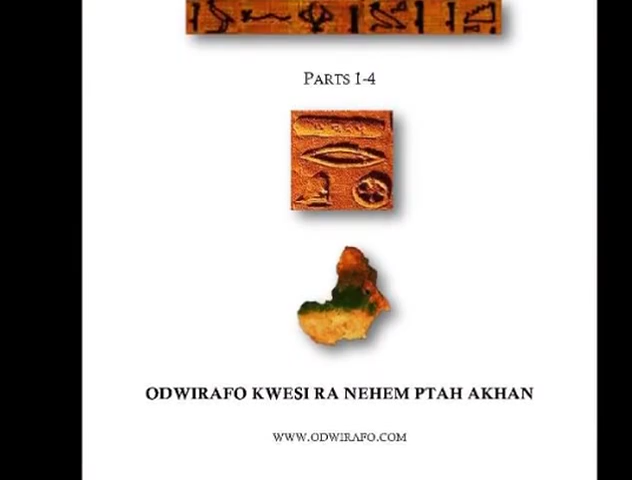 PARTS 1-4
ODWIRAFO KWESI RA NEHEM PTAH AKHAN
WWW.ODWIRAFO.COM